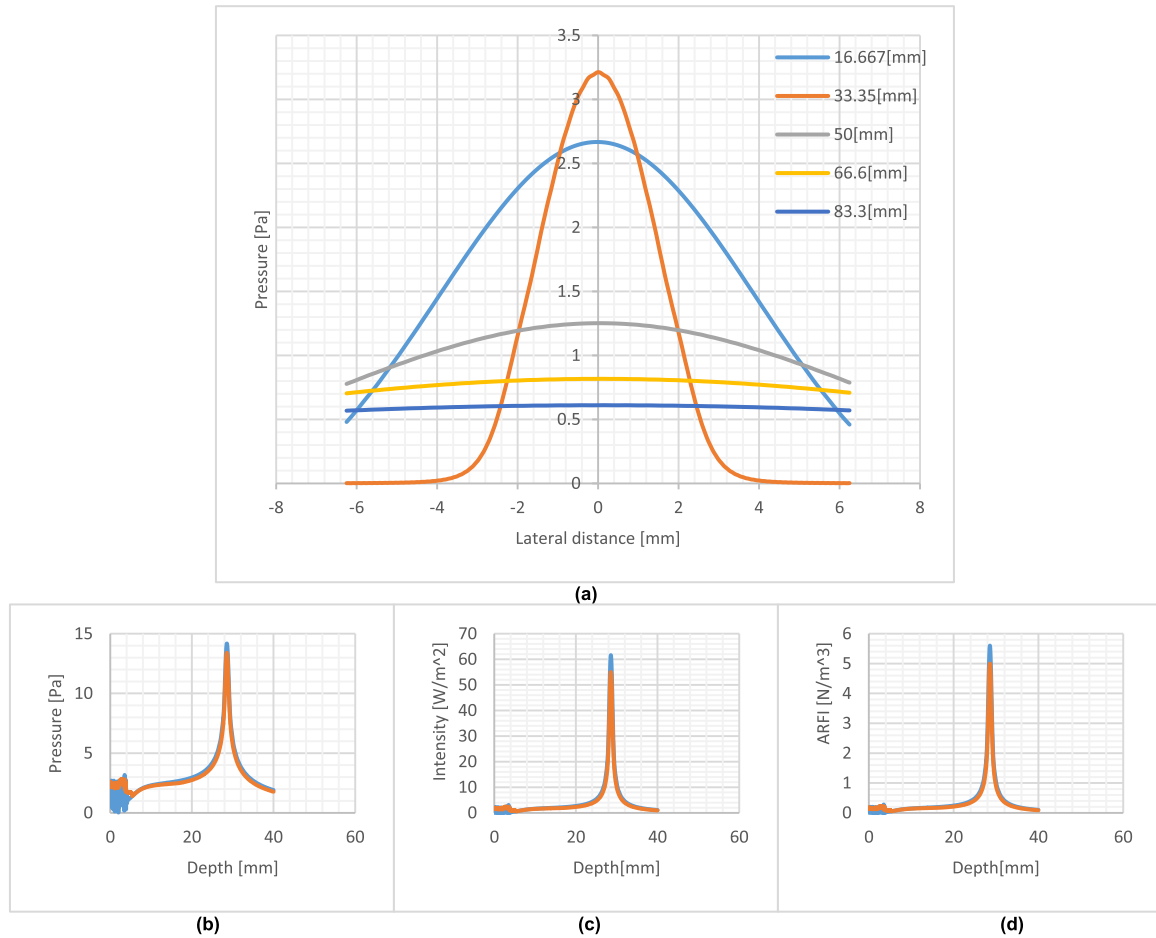 3.5
3
2.5
2
1.5
1
0.5
0
-8 -6 -4 -2 0 2 4 6 8
Pressure [Pa]
Lateral distance [mm]
16.667[mm]
33.35[mm]
50[mm]
66.6[mm]
83.3[mm]
(a)
15
10
5
0
0 20 40 60
Pressure [Pa]
Depth [mm]
(b)
70
60
50
40
30
20
10
0
0 20 40 60
Intensity [W/m^2]
Depth[mm]
(c)
6
5
4
3
2
1
0
0 20 40 60
ARFI [N/m^3]
Depth[mm]
(d)